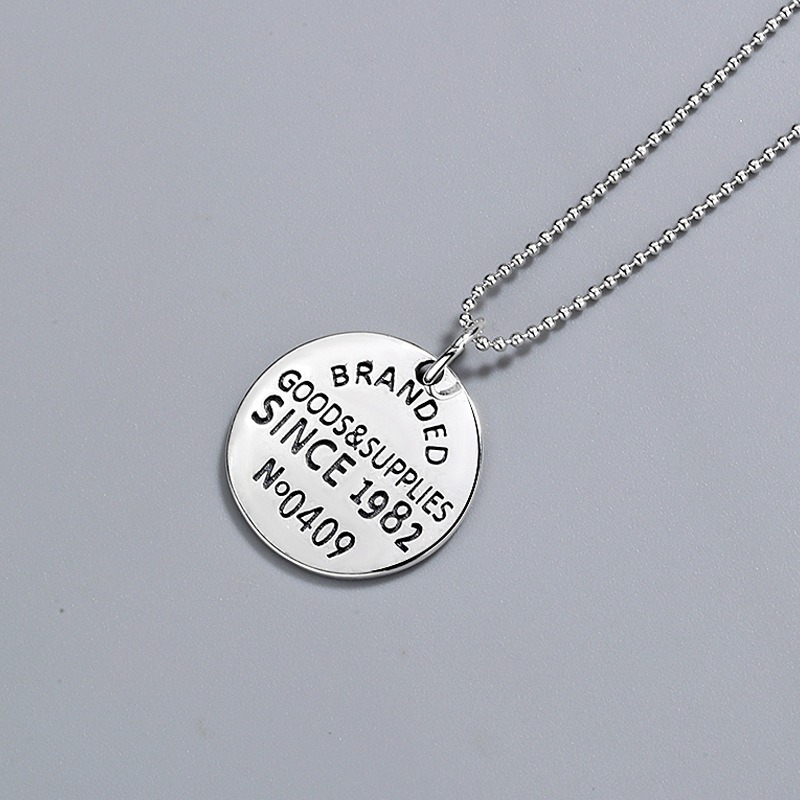 BRANDED
GOODS&SUPPLIES
SINCE 1982
No0409